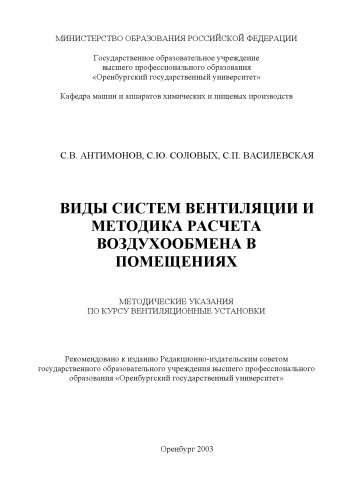 МИНИСТЕРСТВО ОБРАЗОВАНИЯ РОССИЙСКОЙ ФЕДЕРАЦИИ
Государственное образовательное учреждение
высшего профессионального образования
«Оренбургский государственный университет»
Кафедра машин и аппаратов химических и пищевых производств
С.В. АНТИМОНОВ, С.Ю. СОЛОВЫХ, С.П. ВАСИЛЕВСКАЯ
ВИДЫ СИСТЕМ ВЕНТИЛЯЦИИ И
МЕТОДИКА РАСЧЕТА
ВОЗДУХООБМЕНА В
ПОМЕЩЕНИЯХ
МЕТОДИЧЕСКИЕ УКАЗАНИЯ
ПО КУРСУ ВЕНТИЛЯЦИОННЫЕ УСТАНОВКИ
Рекомендовано к изданию Редакционно-издательским советом
государственного образовательного учреждения высшего профессионального
образования «Оренбургский государственный университет»
Оренбург 2003